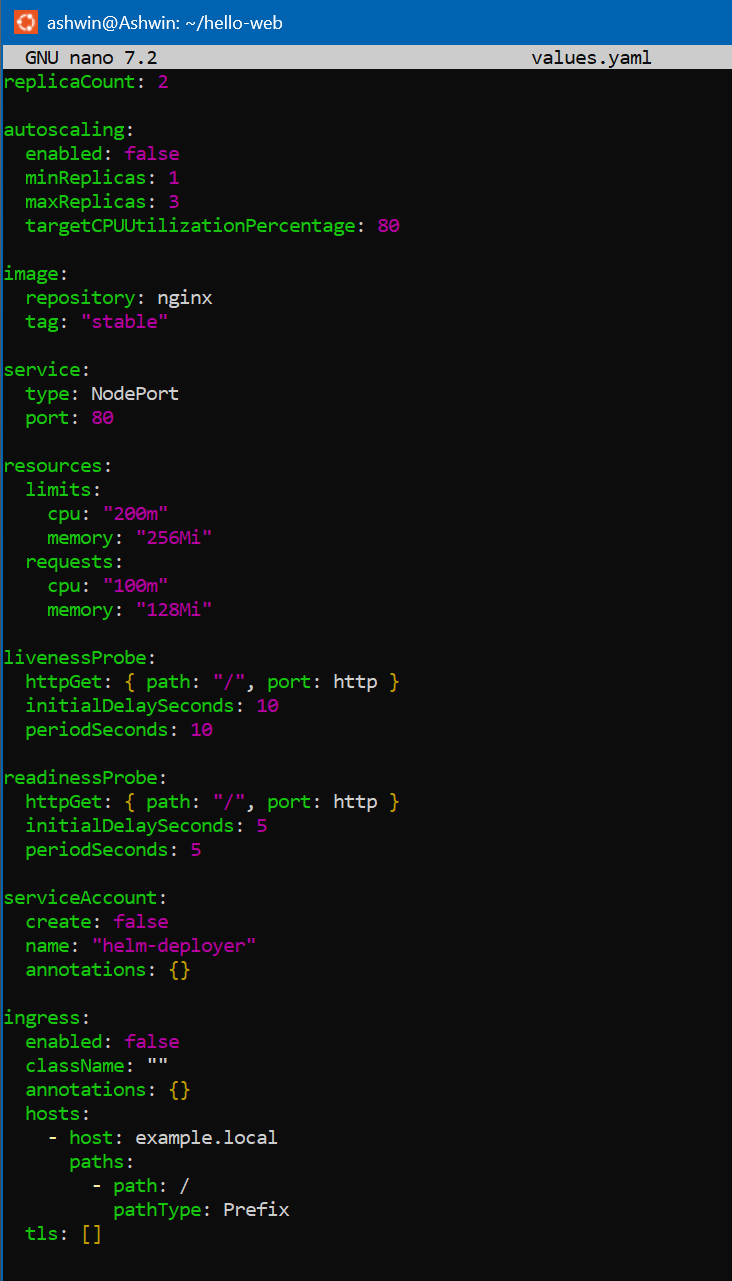 ashwin@Ashwin: ~/hello-web
GNU nano 7.2 values.yaml
replicaCount: 2

autoscaling:
  enabled: false
  minReplicas: 1
  maxReplicas: 3
  targetCPUUtilizationPercentage: 80

image:
  repository: nginx
  tag: "stable"

service:
  type: NodePort
  port: 80

resources:
  limits:
    cpu: "200m"
    memory: "256Mi"
  requests:
    cpu: "100m"
    memory: "128Mi"

livenessProbe:
  httpGet: { path: "/", port: http }
  initialDelaySeconds: 10
  periodSeconds: 10

readinessProbe:
  httpGet: { path: "/", port: http }
  initialDelaySeconds: 5
  periodSeconds: 5

serviceAccount:
  create: false
  name: "helm-deployer"
  annotations: {}

ingress:
  enabled: false
  className: ""
  annotations: {}
  hosts:
    - host: example.local
      paths:
        - path: /
          pathType: Prefix
  tls: []